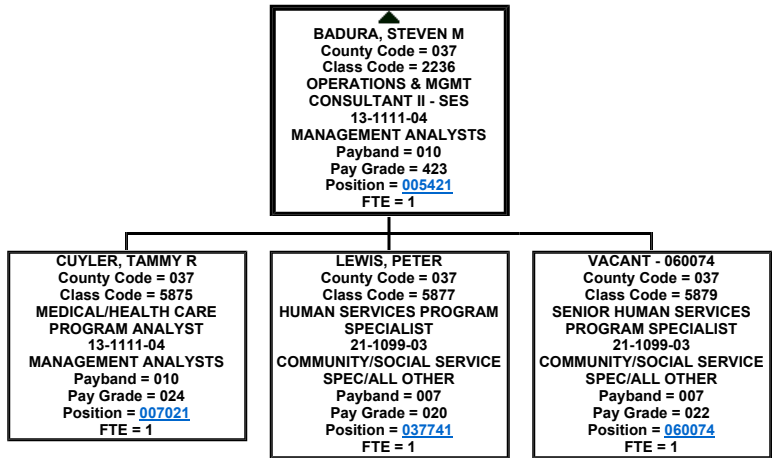 BADURA, STEVEN M
County Code = 037
Class Code = 2236
OPERATIONS & MGMT
CONSULTANT II - SES
13-1111-04
MANAGEMENT ANALYSTS
Payband = 010
Pay Grade = 423
Position = 005421
FTE = 1
CUYLER, TAMMY R
County Code = 037
Class Code = 5875
MEDICAL/HEALTH CARE
PROGRAM ANALYST
13-1111-04
MANAGEMENT ANALYSTS
Payband = 010
Pay Grade = 024
Position = 007021
FTE = 1
LEWIS, PETER
County Code = 037
Class Code = 5877
HUMAN SERVICES PROGRAM
SPECIALIST
21-1099-03
COMMUNITY/SOCIAL SERVICE
SPEC/ALL OTHER
Payband = 007
Pay Grade = 020
Position = 037741
FTE = 1
VACANT - 060074
County Code = 037
Class Code = 5879
SENIOR HUMAN SERVICES
PROGRAM SPECIALIST
21-1099-03
COMMUNITY/SOCIAL SERVICE
SPEC/ALL OTHER
Payband = 007
Pay Grade = 022
Position = 060074
FTE = 1